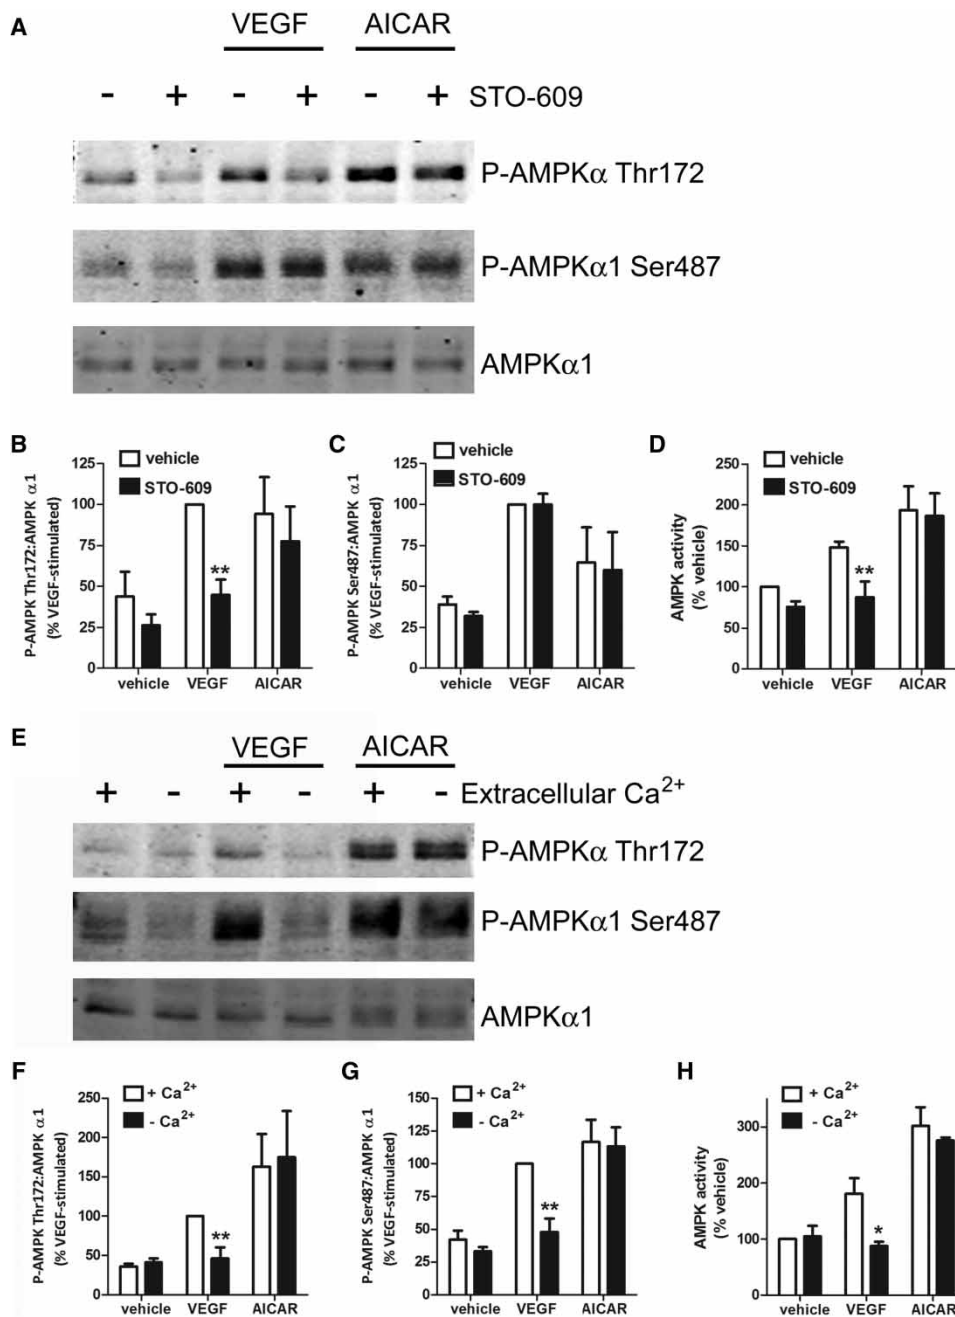 A
VEGF AICAR
- + - + - + STO-609
P-AMPKα Thr172
P-AMPKα1 Ser487
AMPKα1
B
vehicle
STO-609
P-AMPK Thr172:AMPK α1
(% VEGF-stimulated)
125
100
75
50
25
0
**
vehicle VEGF AICAR
C
vehicle
STO-609
P-AMPK Ser487:AMPK α1
(% VEGF-stimulated)
125
100
75
50
25
0
vehicle VEGF AICAR
D
vehicle
STO-609
AMPK activity
(% vehicle)
250
200
150
100
50
0
**
vehicle VEGF AICAR
E
VEGF AICAR
+ - + - + - Extracellular Ca²⁺
P-AMPKα Thr172
P-AMPKα1 Ser487
AMPKα1
F
+ Ca²⁺
- Ca²⁺
P-AMPK Thr172:AMPK α1
(% VEGF-stimulated)
250
200
150
100
50
0
**
vehicle VEGF AICAR
G
+ Ca²⁺
- Ca²⁺
P-AMPK Ser487:AMPK α1
(% VEGF-stimulated)
150
125
100
75
50
25
0
**
vehicle VEGF AICAR
H
+ Ca²⁺
- Ca²⁺
AMPK activity
(% vehicle)
300
200
100
0
*
vehicle VEGF AICAR